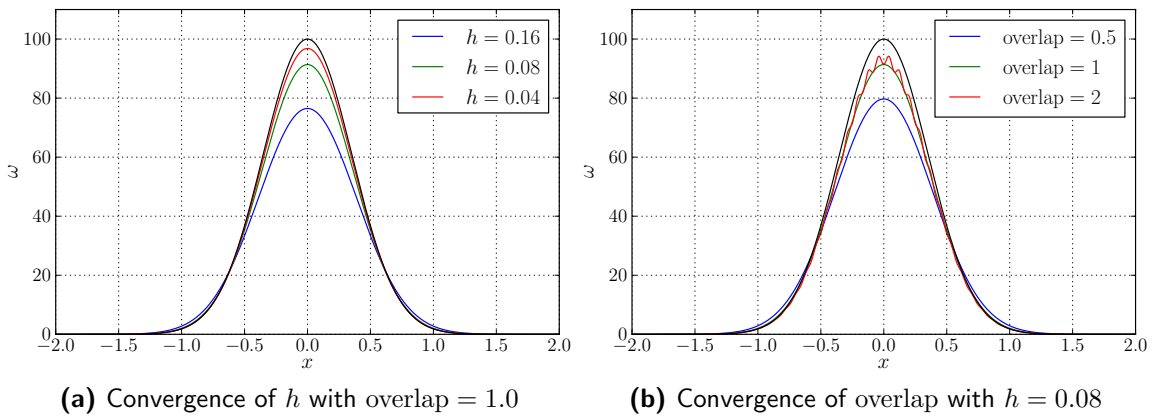 100
80
60
40
20
0
ω
−2.0 −1.5 −1.0 −0.5 0.0 0.5 1.0 1.5 2.0
x
h = 0.16
h = 0.08
h = 0.04
(a) Convergence of h with overlap = 1.0
100
80
60
40
20
0
ω
−2.0 −1.5 −1.0 −0.5 0.0 0.5 1.0 1.5 2.0
x
overlap = 0.5
overlap = 1
overlap = 2
(b) Convergence of overlap with h = 0.08